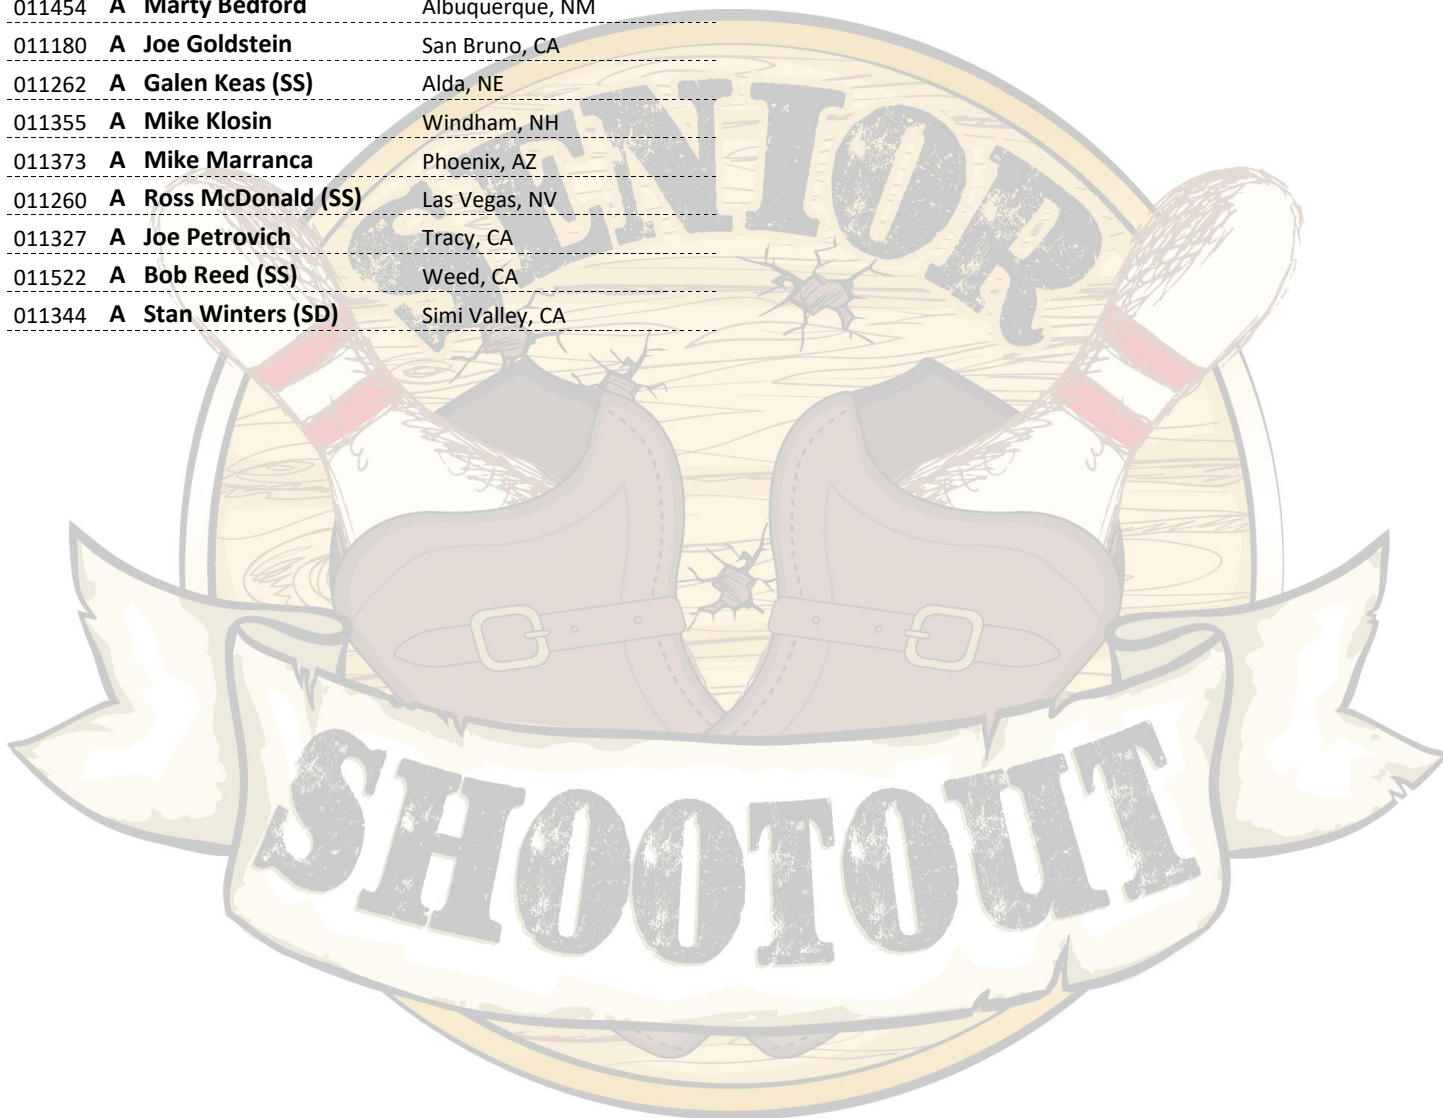 011454 A Marty Bedford Albuquerque, NM
011180 A Joe Goldstein San Bruno, CA
011262 A Galen Keas (SS) Alda, NE
011355 A Mike Klosin Windham, NH
011373 A Mike Marranca Phoenix, AZ
011260 A Ross McDonald (SS) Las Vegas, NV
011327 A Joe Petrovich Tracy, CA
011522 A Bob Reed (SS) Weed, CA
011344 A Stan Winters (SD) Simi Valley, CA
SENIOR
SHOOTOUT